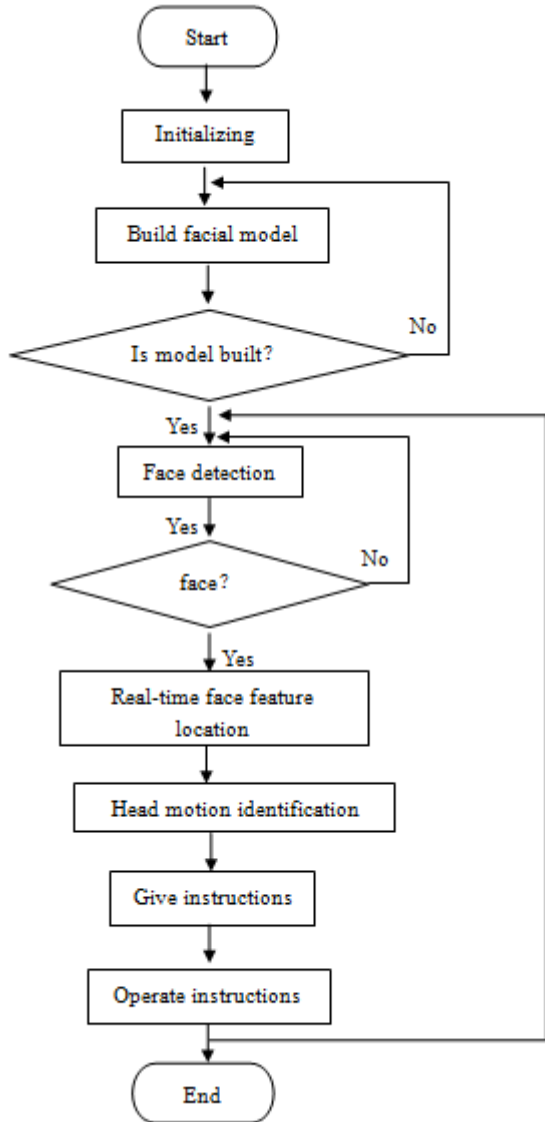 Start
Initializing
Build facial model
No
Is model built?
Yes
Face detection
Yes
No
face?
Yes
Real-time face feature
location
Head motion identification
Give instructions
Operate instructions
End